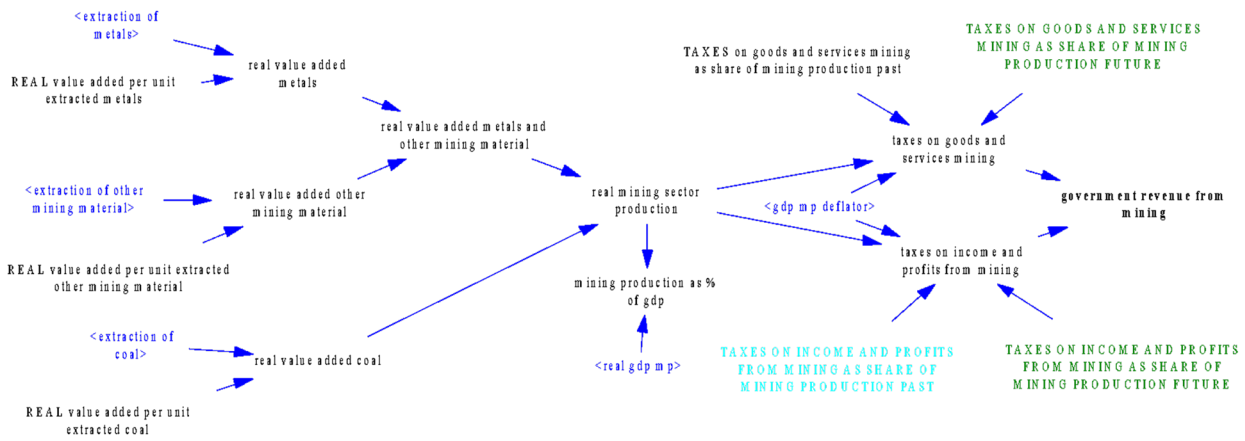 <extraction of
metals>
REAL value added per unit
extracted metals
real value added
metals
real value added metals and
other mining material
<extraction of other
mining material>
real value added other
mining material
REAL value added per unit extracted
other mining material
<extraction of
coal>
real value added coal
REAL value added per unit
extracted coal
real mining sector
production
mining production as %
of gdp
<real gdp mp>
TAXES on goods and services mining
as share of mining production past
TAXES ON GOODS AND SERVICES
MINING AS SHARE OF MINING
PRODUCTION FUTURE
taxes on goods and
services mining
<gdp mp deflator>
government revenue from
mining
taxes on income and
profits from mining
TAXES ON INCOME AND PROFITS
FROM MINING AS SHARE OF
MINING PRODUCTION PAST
TAXES ON INCOME AND PROFITS
FROM MINING AS SHARE OF
MINING PRODUCTION FUTURE